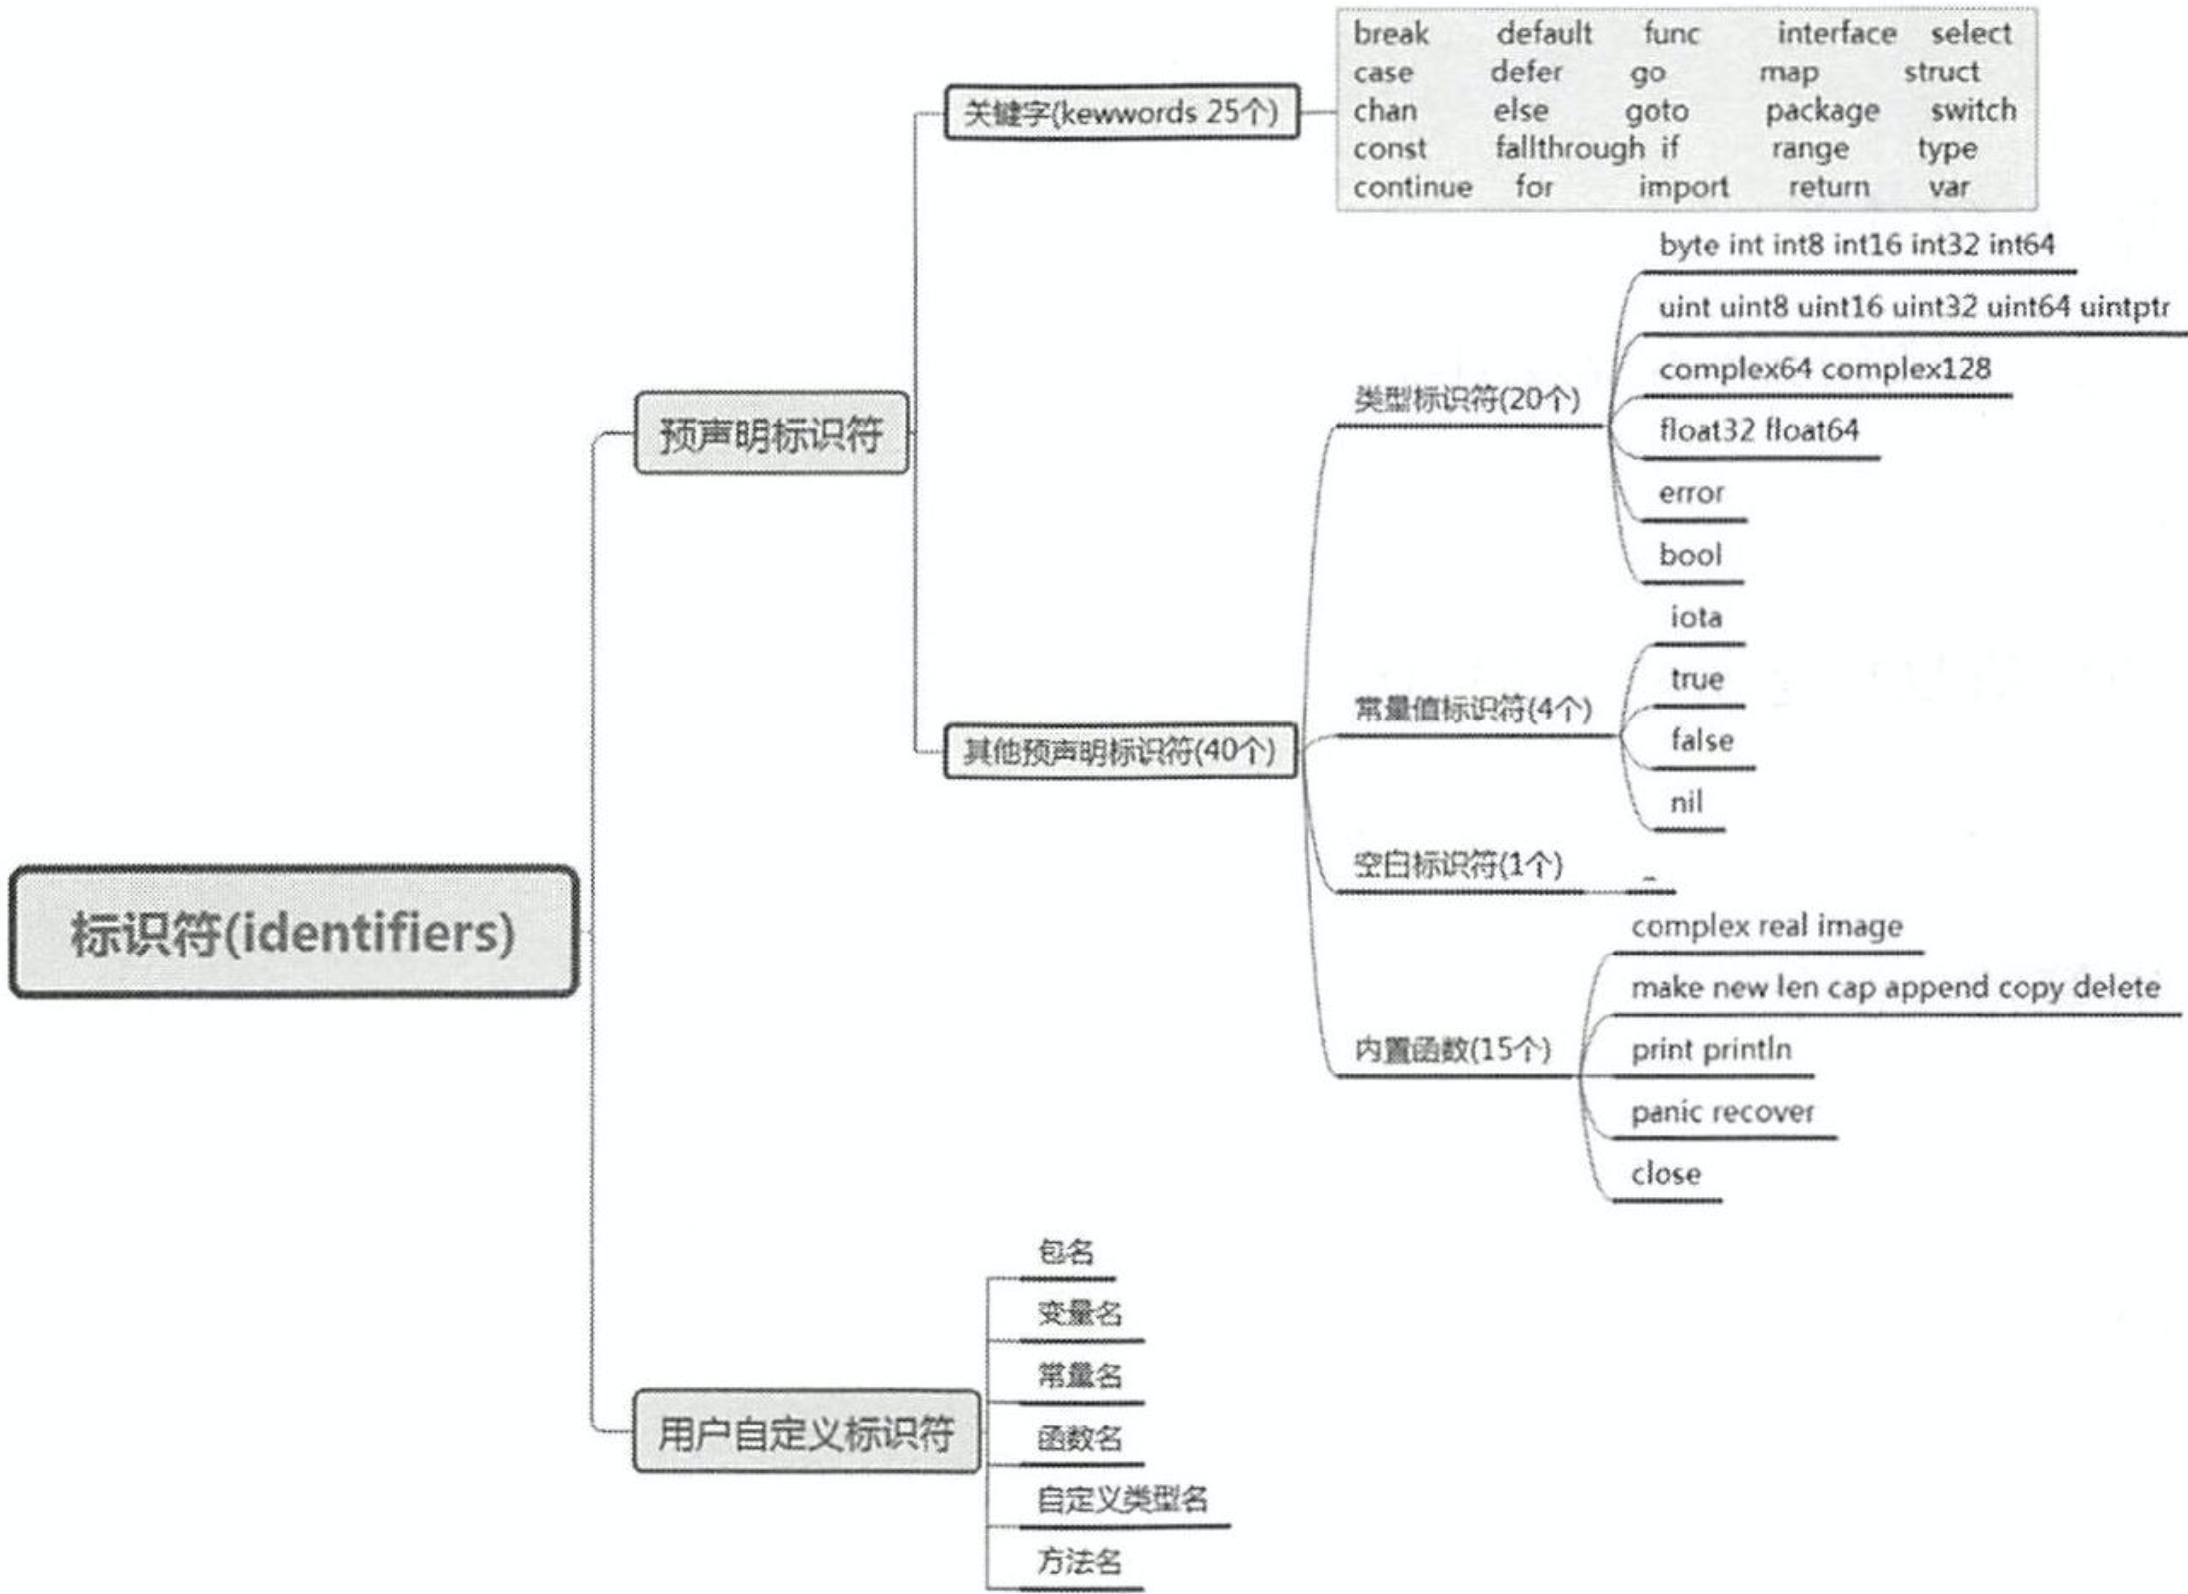 标识符(identifiers)
预声明标识符
关键字(kewwords 25个)
break default func interface select
case defer go map struct
chan else goto package switch
const fallthrough if range type
continue for import return var
其他预声明标识符(40个)
类型标识符(20个)
byte int int8 int16 int32 int64
uint uint8 uint16 uint32 uint64 uintptr
complex64 complex128
float32 float64
error
bool
常量值标识符(4个)
iota
true
false
nil
空白标识符(1个)
_
内置函数(15个)
complex real image
make new len cap append copy delete
print println
panic recover
close
用户自定义标识符
包名
变量名
常量名
函数名
自定义类型名
方法名